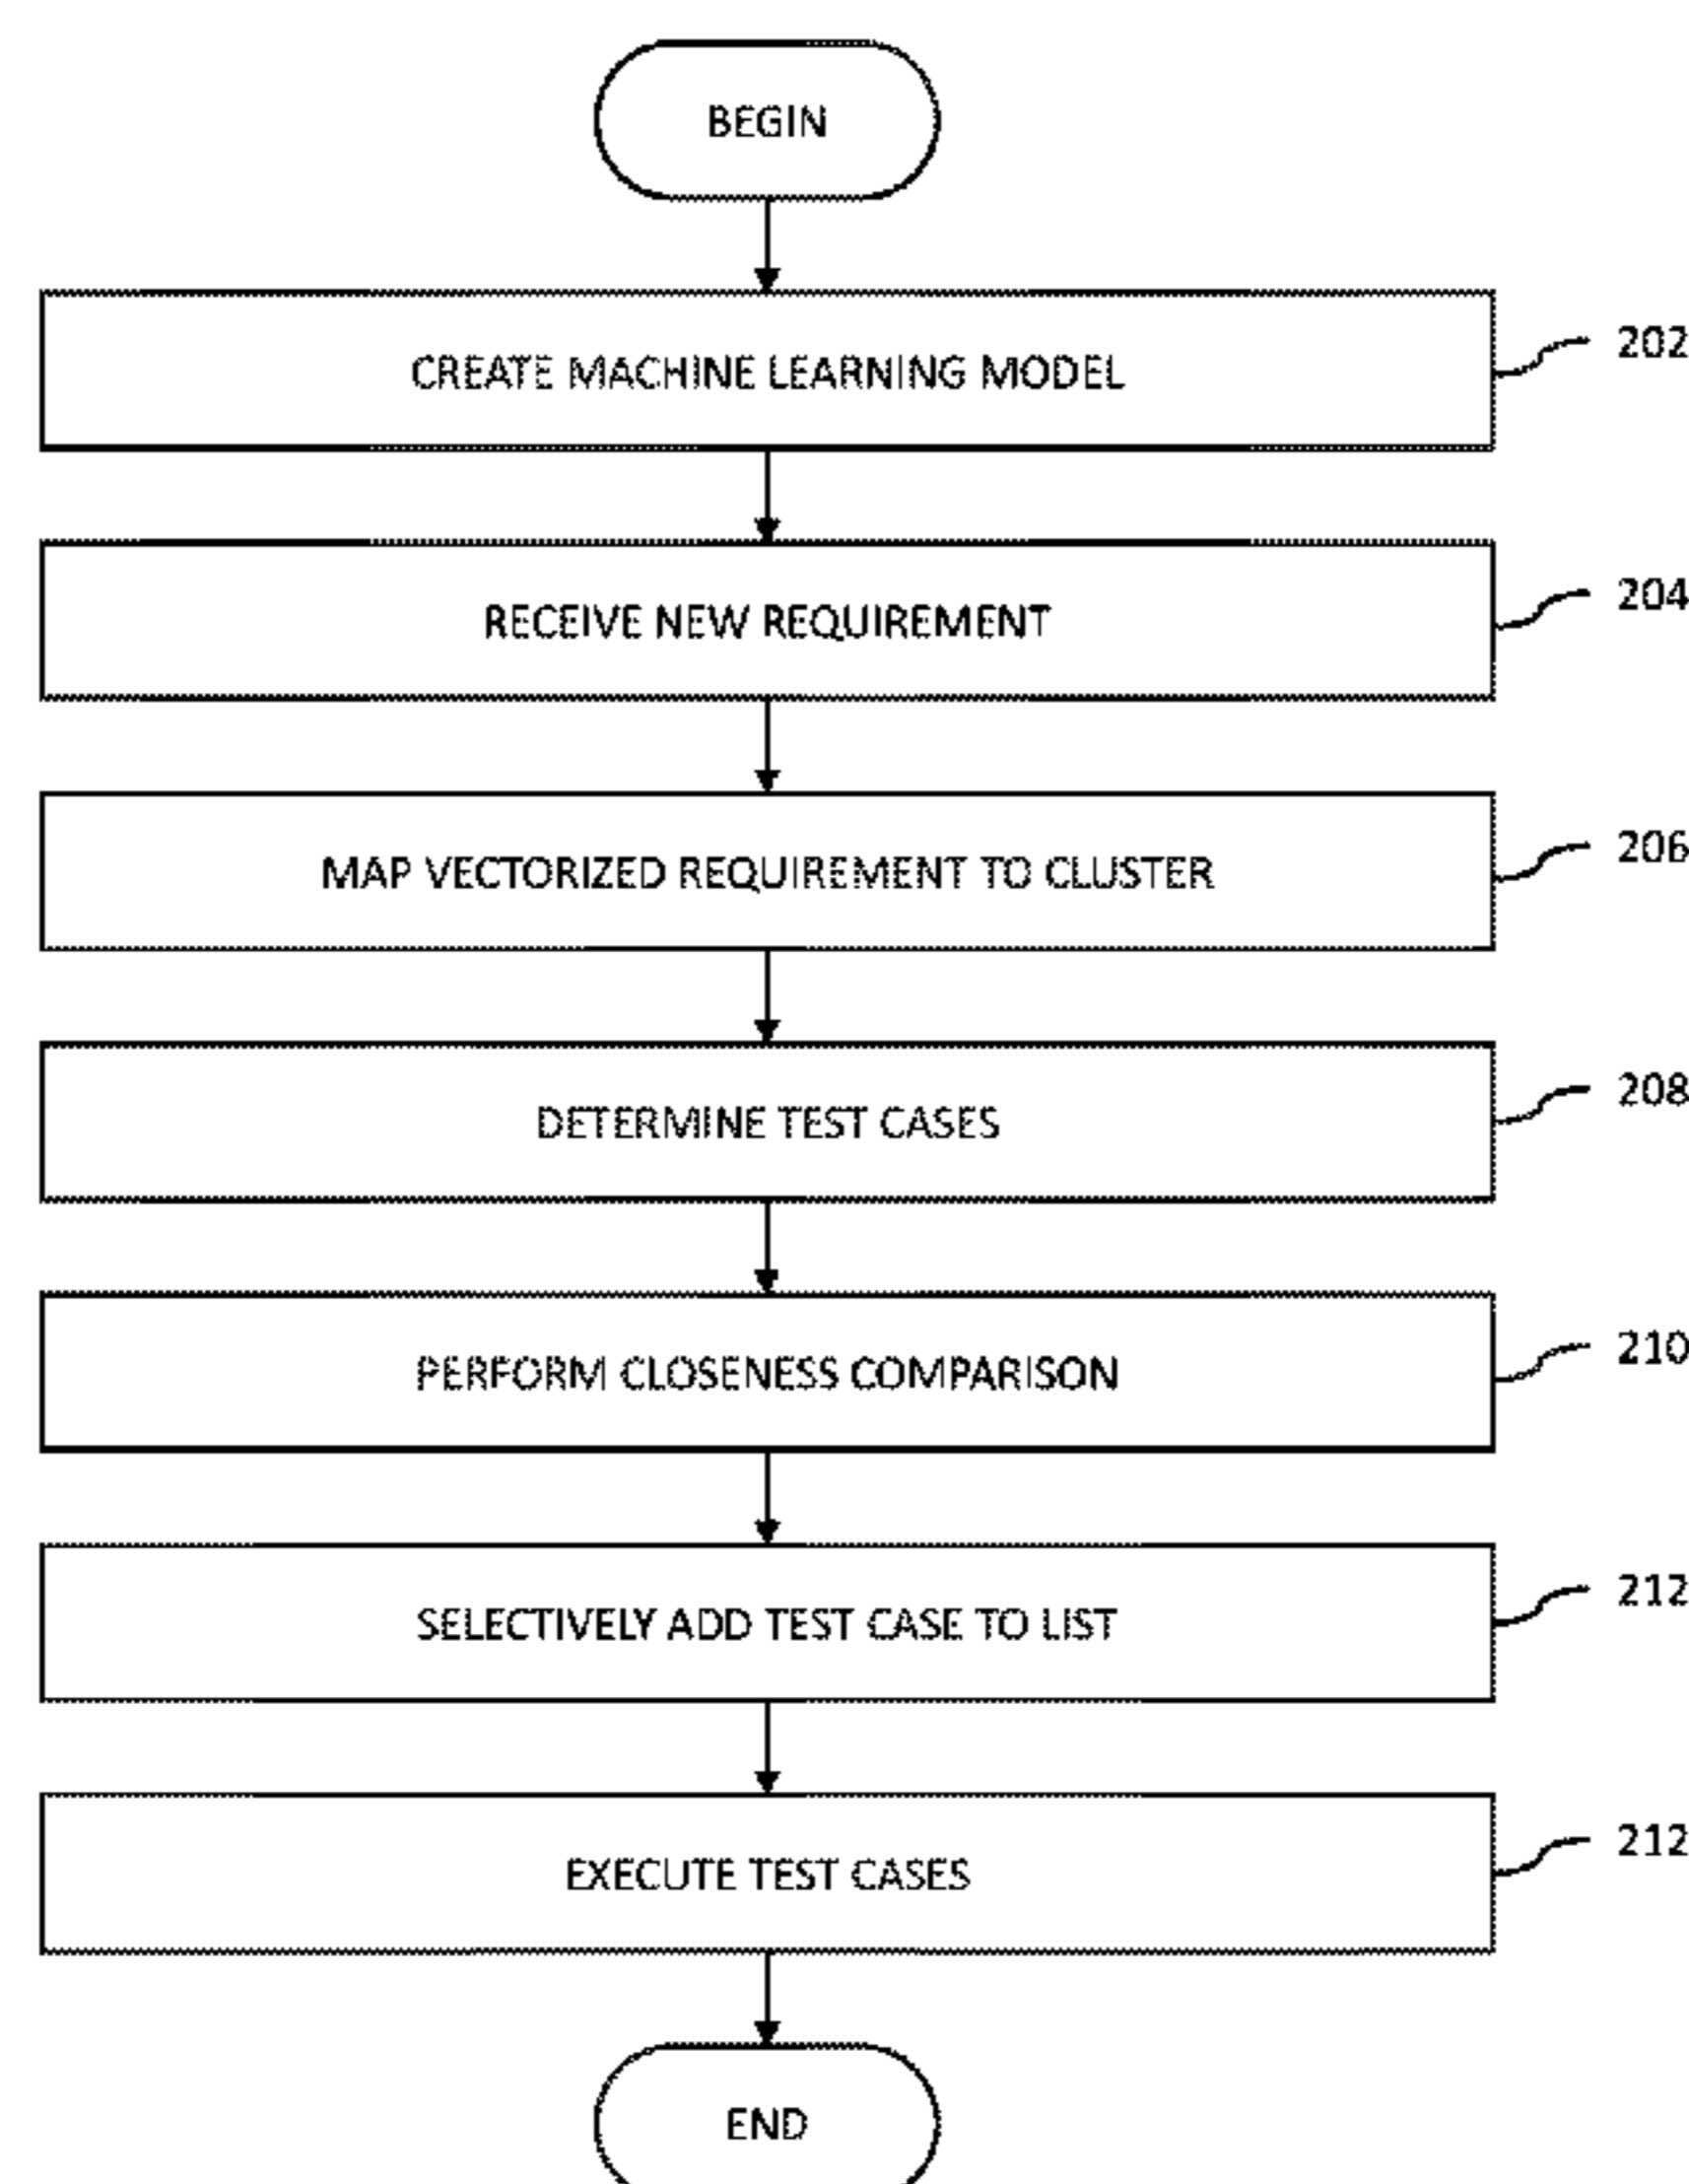 BEGIN
CREATE MACHINE LEARNING MODEL
202
RECEIVE NEW REQUIREMENT
204
MAP VECTORIZED REQUIREMENT TO CLUSTER
206
DETERMINE TEST CASES
208
PERFORM CLOSENESS COMPARISON
210
SELECTIVELY ADD TEST CASE TO LIST
212
EXECUTE TEST CASES
212
END